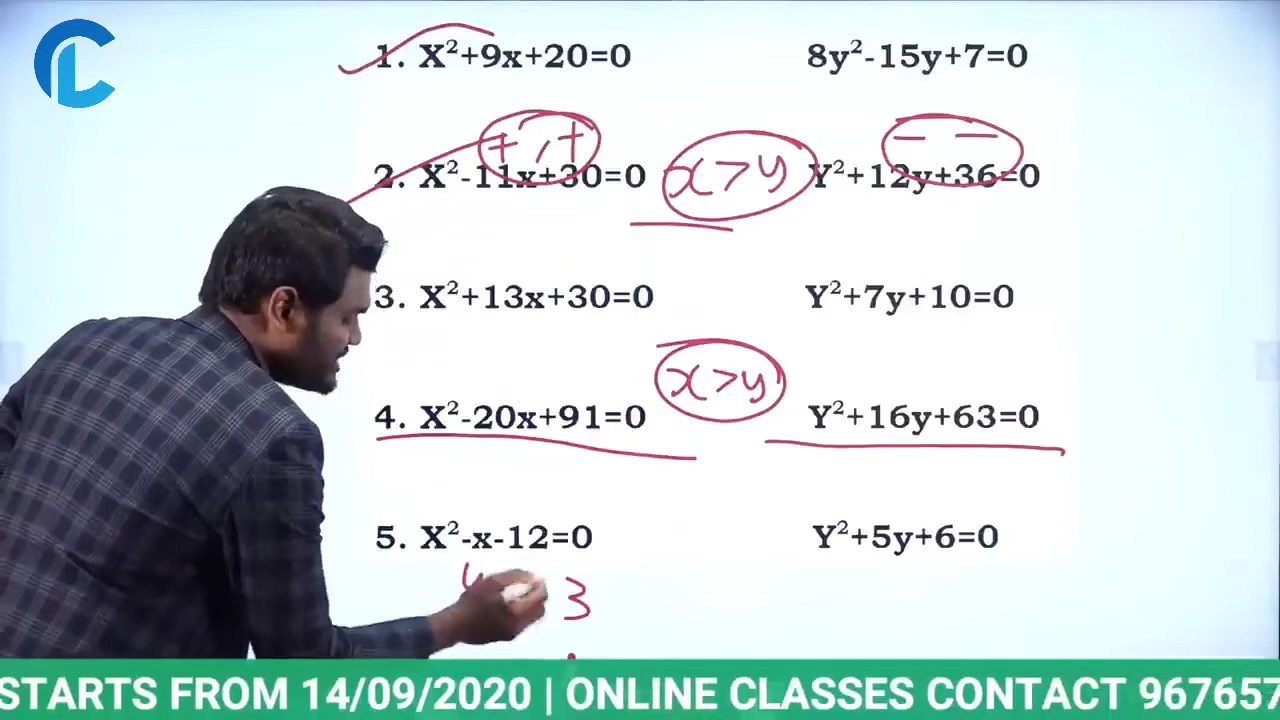 1. X²+9x+20=0 8y²-15y+7=0
+ , + — —
2. X²-11x+30=0 x>y Y²+12y+36=0
3. X²+13x+30=0 Y²+7y+10=0
x>y
4. X²-20x+91=0 Y²+16y+63=0
5. X²-x-12=0 Y²+5y+6=0
3
STARTS FROM 14/09/2020 | ONLINE CLASSES CONTACT 967657